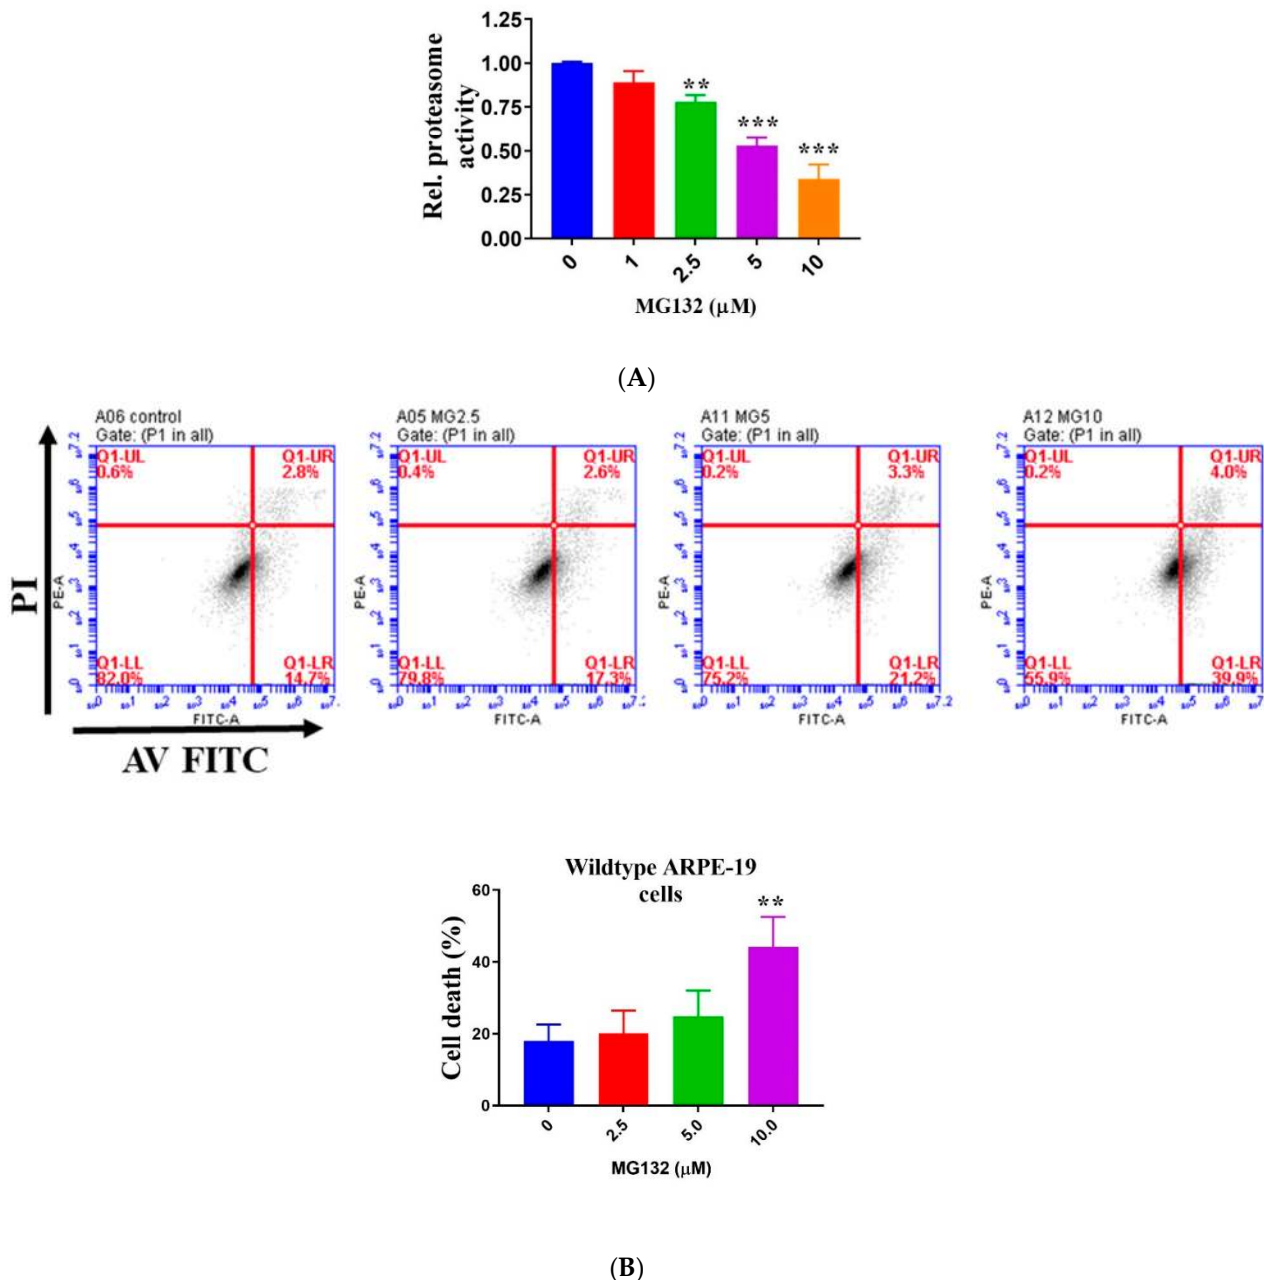 1.25
1.00
0.75
0.50
0.25
0.00
Rel. proteasome
activity
**
***
***
0
1
2.5
5
10
MG132 (μM)
(A)
A06 control
Gate: (P1 in all)
Q1-UL
0.6%
Q1-UR
2.8%
Q1-LL
82.0%
Q1-LR
14.7%
PE-A
FITC-A
A05 MG2.5
Gate: (P1 in all)
Q1-UL
0.4%
Q1-UR
2.6%
Q1-LL
79.8%
Q1-LR
17.3%
PE-A
FITC-A
A11 MG5
Gate: (P1 in all)
Q1-UL
0.2%
Q1-UR
3.3%
Q1-LL
75.2%
Q1-LR
21.2%
PE-A
FITC-A
A12 MG10
Gate: (P1 in all)
Q1-UL
0.2%
Q1-UR
4.0%
Q1-LL
55.9%
Q1-LR
39.9%
PE-A
FITC-A
PI
AV FITC
Wildtype ARPE-19
cells
60
40
20
0
Cell death (%)
**
0
2.5
5.0
10.0
MG132 (μM)
(B)